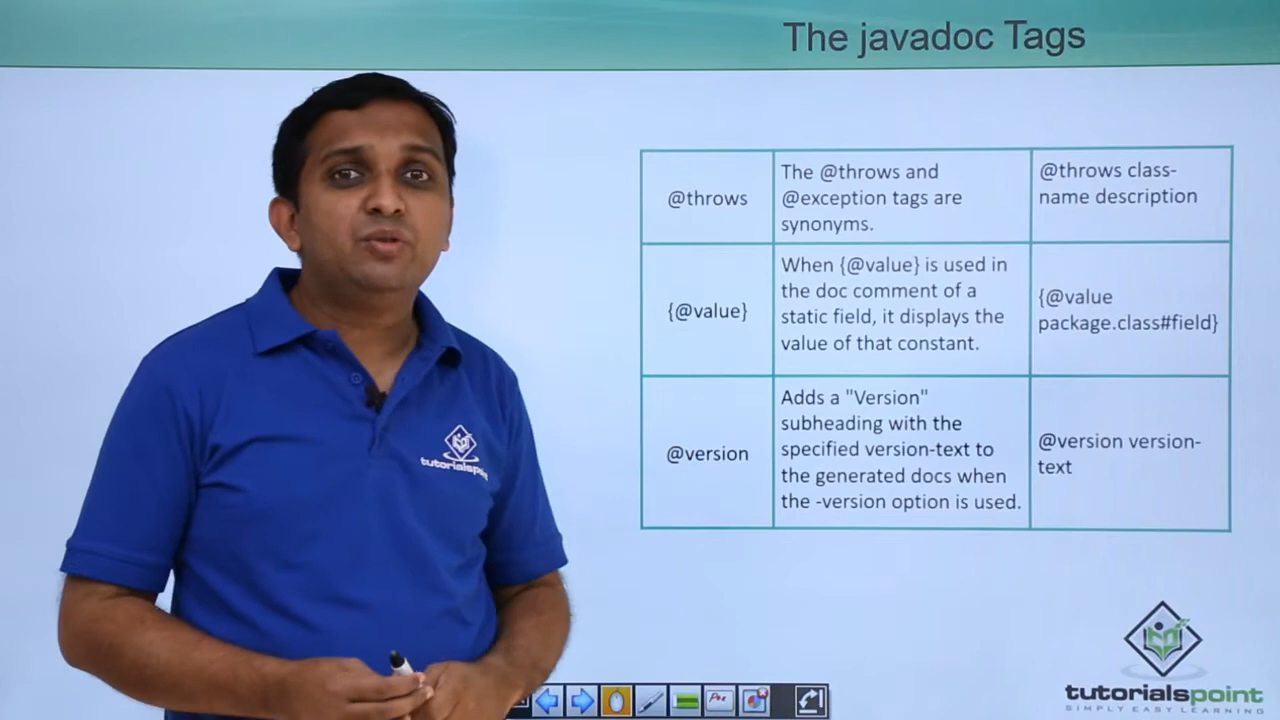 The javadoc Tags
@throws
The @throws and
@exception tags are
synonyms.
@throws class-
name description
{@value}
When {@value} is used in
the doc comment of a
static field, it displays the
value of that constant.
{@value
package.class#field}
@version
Adds a "Version"
subheading with the
specified version-text to
the generated docs when
the -version option is used.
@version version-
text
tutorialspoint
tutorialspoint
SIMPLY EASY LEARNING